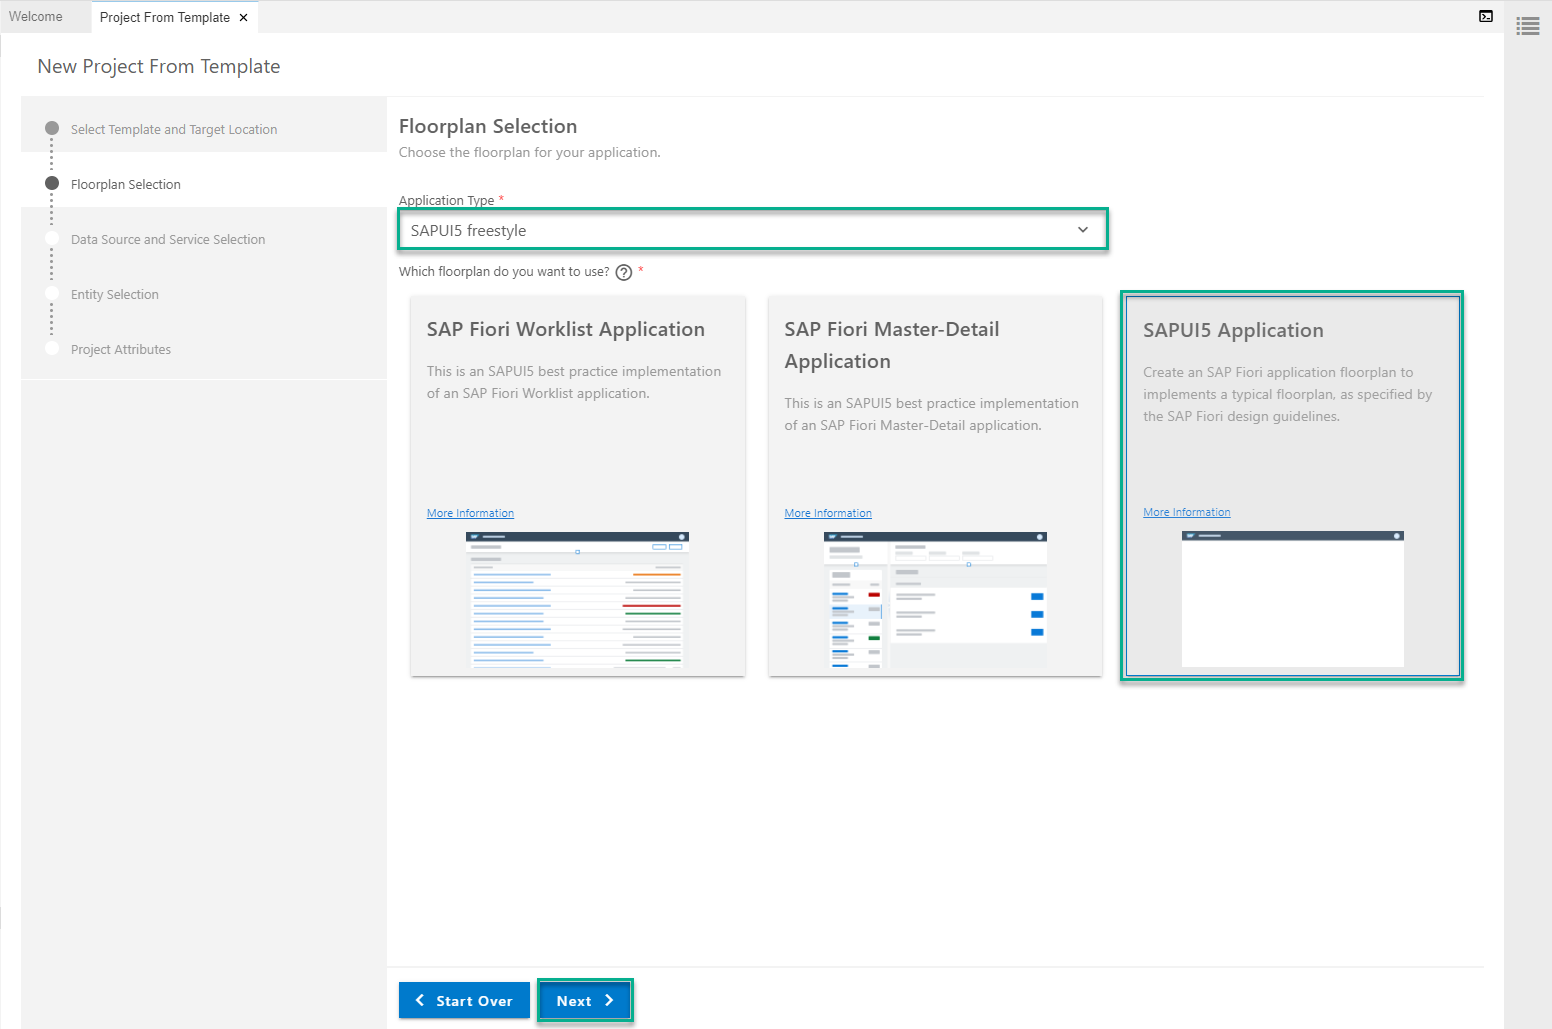 Welcome
Project From Template
New Project From Template
Select Template and Target Location
Floorplan Selection
Data Source and Service Selection
Entity Selection
Project Attributes
Floorplan Selection
Choose the floorplan for your application.
Application Type *
SAPUI5 freestyle
Which floorplan do you want to use? ? *
SAP Fiori Worklist Application
This is an SAPUI5 best practice implementation
of an SAP Fiori Worklist application.
More Information
SAP Fiori Master-Detail
Application
This is an SAPUI5 best practice implementation
of an SAP Fiori Master-Detail application.
More Information
SAPUI5 Application
Create an SAP Fiori application floorplan to
implements a typical floorplan, as specified by
the SAP Fiori design guidelines.
More Information
Start Over
Next